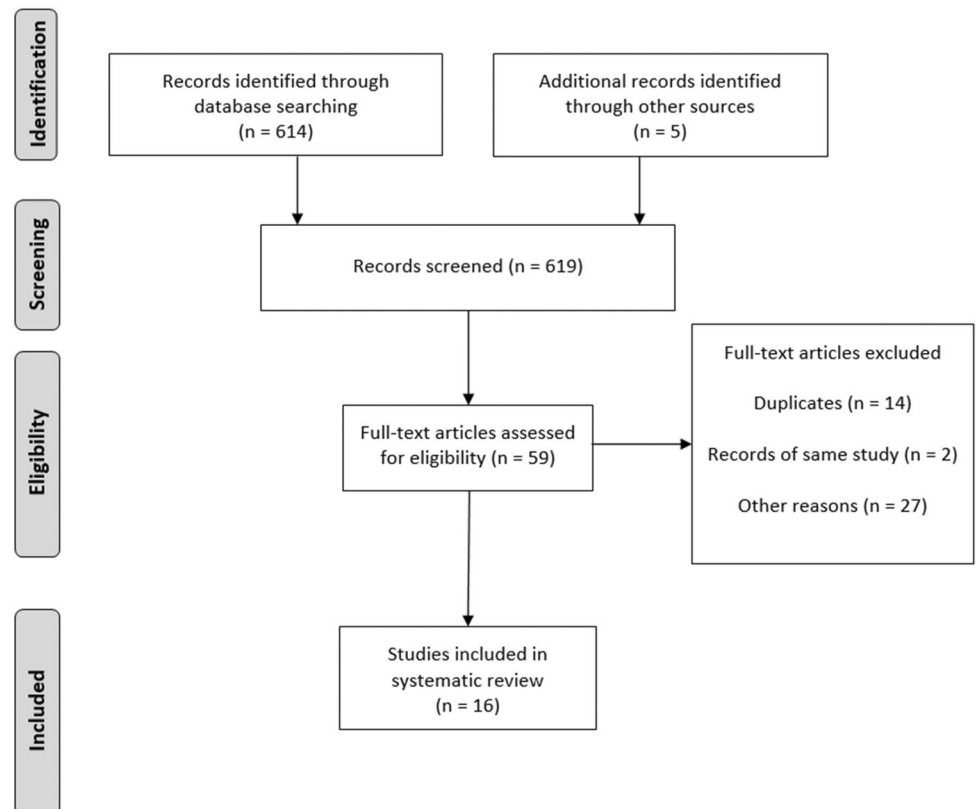 Identification
Records identified through
database searching
(n = 614)
Additional records identified
through other sources
(n = 5)
Screening
Records screened (n = 619)
Eligibility
Full-text articles assessed
for eligibility (n = 59)
Full-text articles excluded
Duplicates (n = 14)
Records of same study (n = 2)
Other reasons (n = 27)
Included
Studies included in
systematic review
(n = 16)